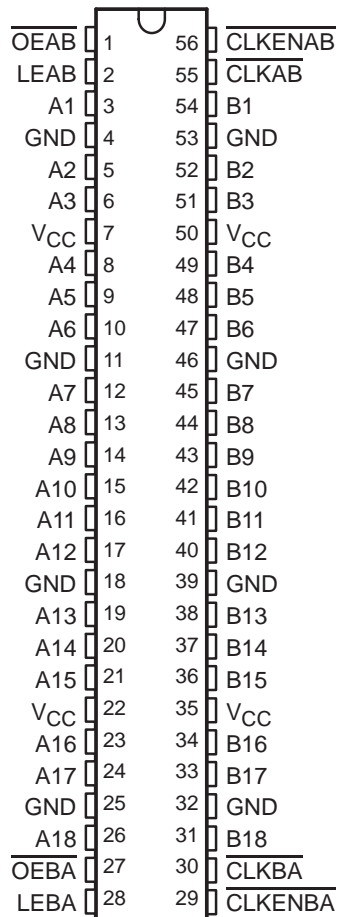 OEAB 1 56 CLKENAB
LEAB 2 55 CLKAB
A1 3 54 B1
GND 4 53 GND
A2 5 52 B2
A3 6 51 B3
VCC 7 50 VCC
A4 8 49 B4
A5 9 48 B5
A6 10 47 B6
GND 11 46 GND
A7 12 45 B7
A8 13 44 B8
A9 14 43 B9
A10 15 42 B10
A11 16 41 B11
A12 17 40 B12
GND 18 39 GND
A13 19 38 B13
A14 20 37 B14
A15 21 36 B15
VCC 22 35 VCC
A16 23 34 B16
A17 24 33 B17
GND 25 32 GND
A18 26 31 B18
OEBA 27 30 CLKBA
LEBA 28 29 CLKENBA